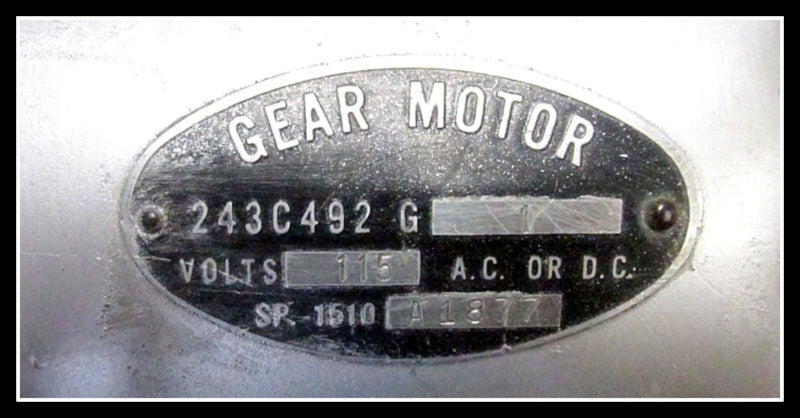 GEAR MOTOR
243C492 G 1
VOLTS 115 A.C. OR D.C.
SP-1510 A1877